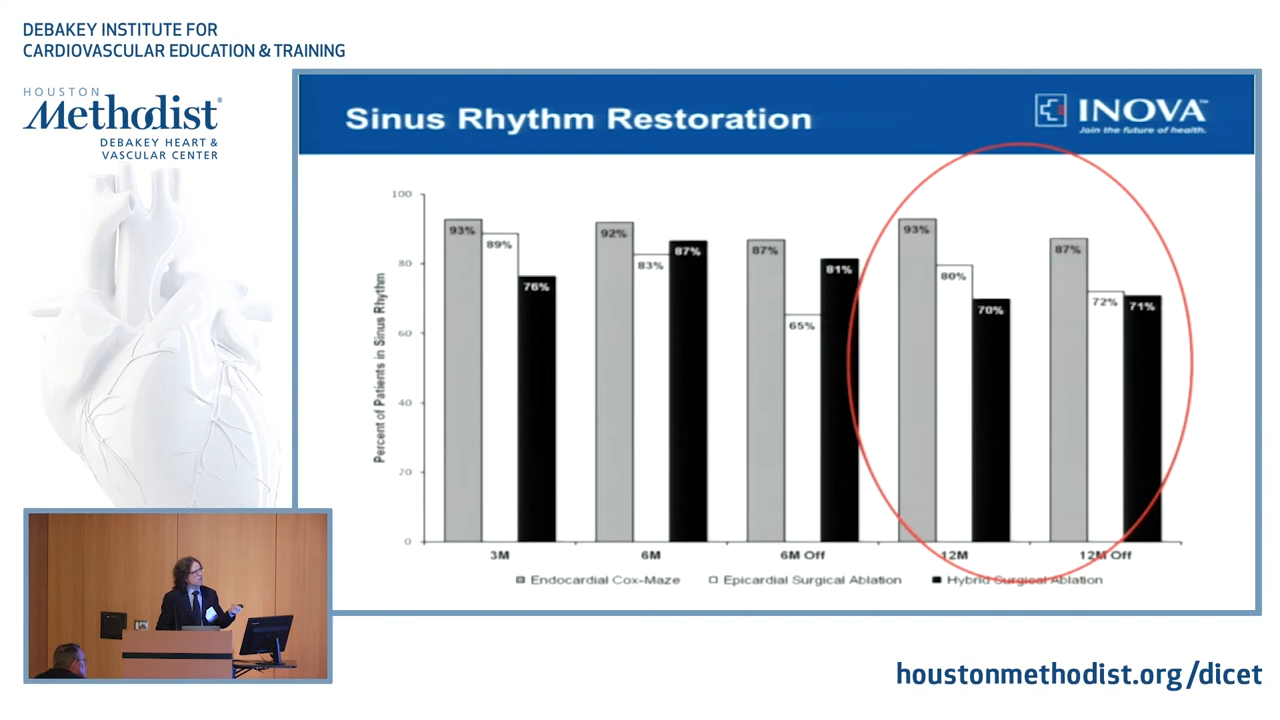 DEBAKEY INSTITUTE FOR
CARDIOVASCULAR EDUCATION & TRAINING
HOUSTON
Methodist®
DEBAKEY HEART &
VASCULAR CENTER
Sinus Rhythm Restoration
INOVA™
Join the future of health.
Percent of Patients in Sinus Rhythm
100
80
60
40
20
0
93%
89%
76%
92%
83%
87%
87%
65%
81%
93%
80%
70%
87%
72%
71%
3M
6M
6M Off
12M
12M Off
Endocardial Cox-Maze
Epicardial Surgical Ablation
Hybrid Surgical Ablation
houstonmethodist.org/dicet